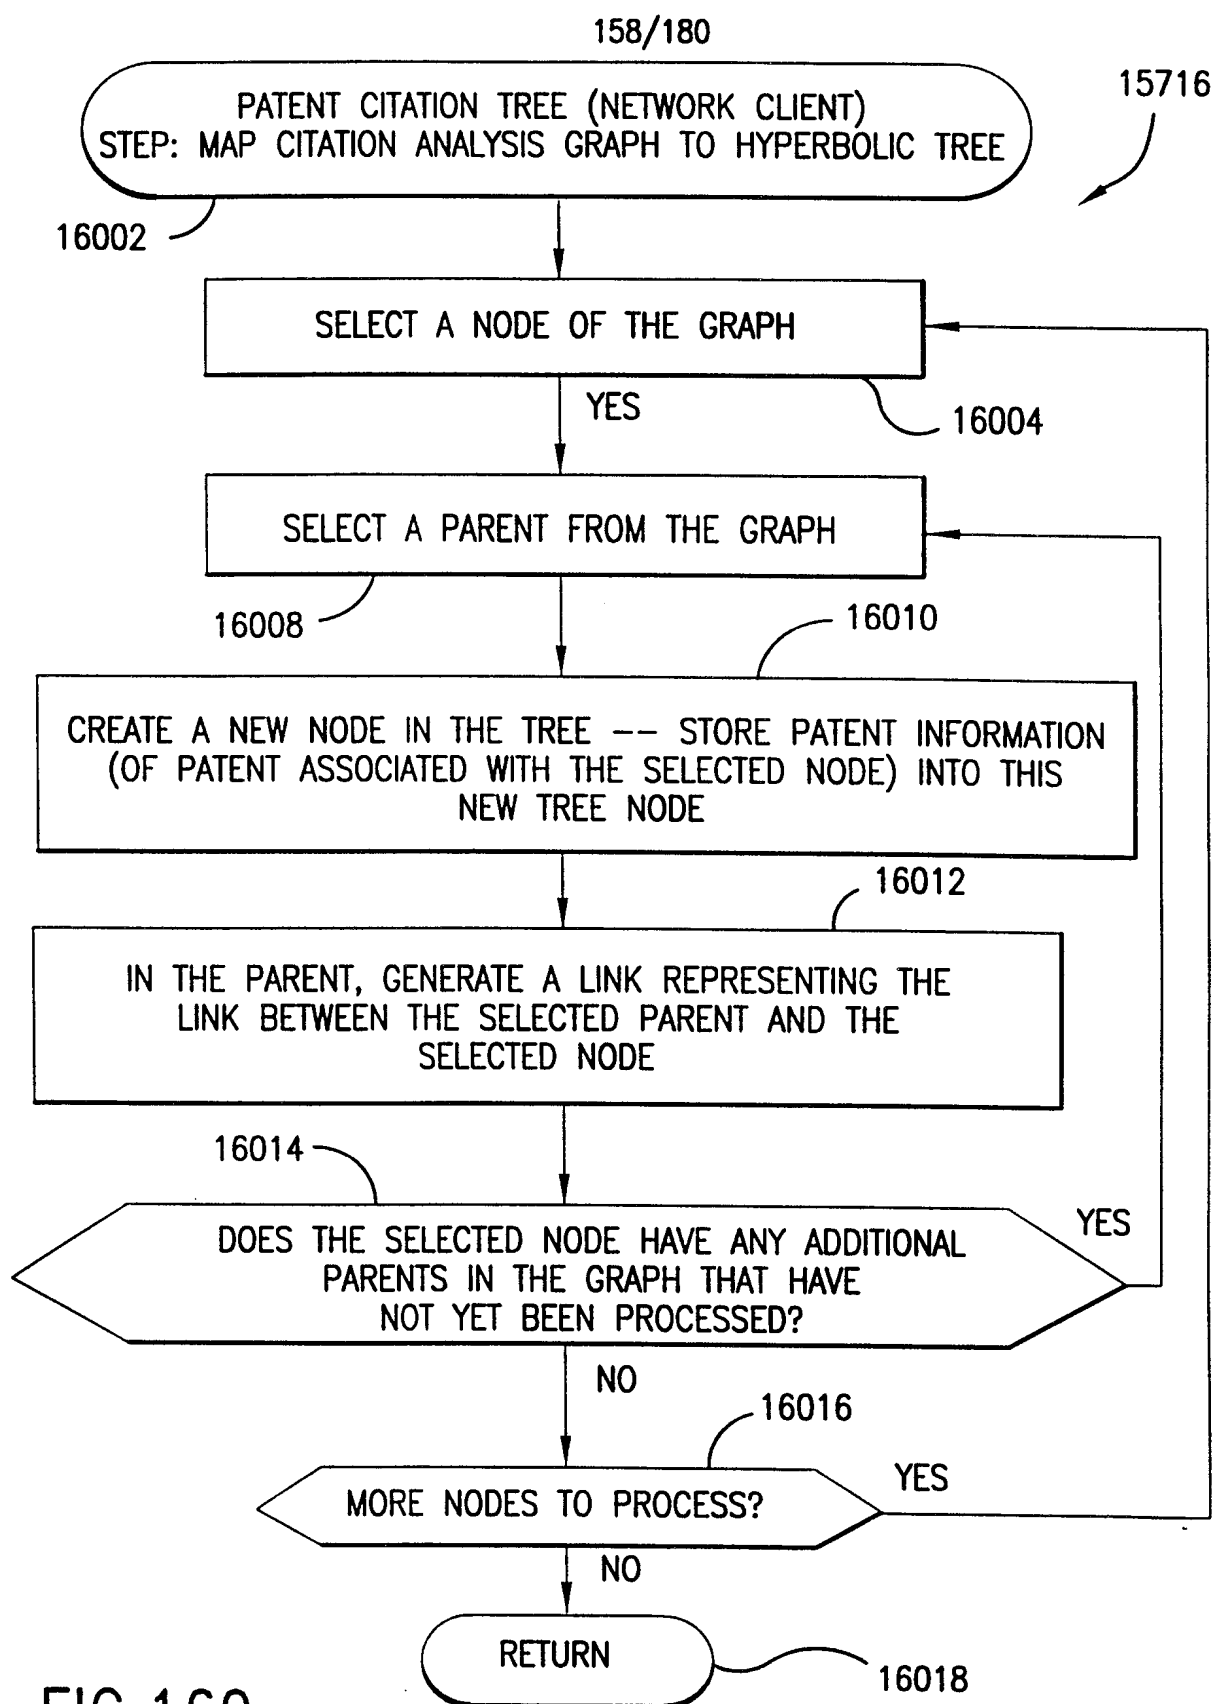 158/180
15716
PATENT CITATION TREE (NETWORK CLIENT)
STEP: MAP CITATION ANALYSIS GRAPH TO HYPERBOLIC TREE
16002
SELECT A NODE OF THE GRAPH
YES
16004
SELECT A PARENT FROM THE GRAPH
16008
16010
CREATE A NEW NODE IN THE TREE -- STORE PATENT INFORMATION
(OF PATENT ASSOCIATED WITH THE SELECTED NODE) INTO THIS
NEW TREE NODE
16012
IN THE PARENT, GENERATE A LINK REPRESENTING THE
LINK BETWEEN THE SELECTED PARENT AND THE
SELECTED NODE
16014
YES
DOES THE SELECTED NODE HAVE ANY ADDITIONAL
PARENTS IN THE GRAPH THAT HAVE
NOT YET BEEN PROCESSED?
NO
16016
YES
MORE NODES TO PROCESS?
NO
RETURN
16018
FIG. 160